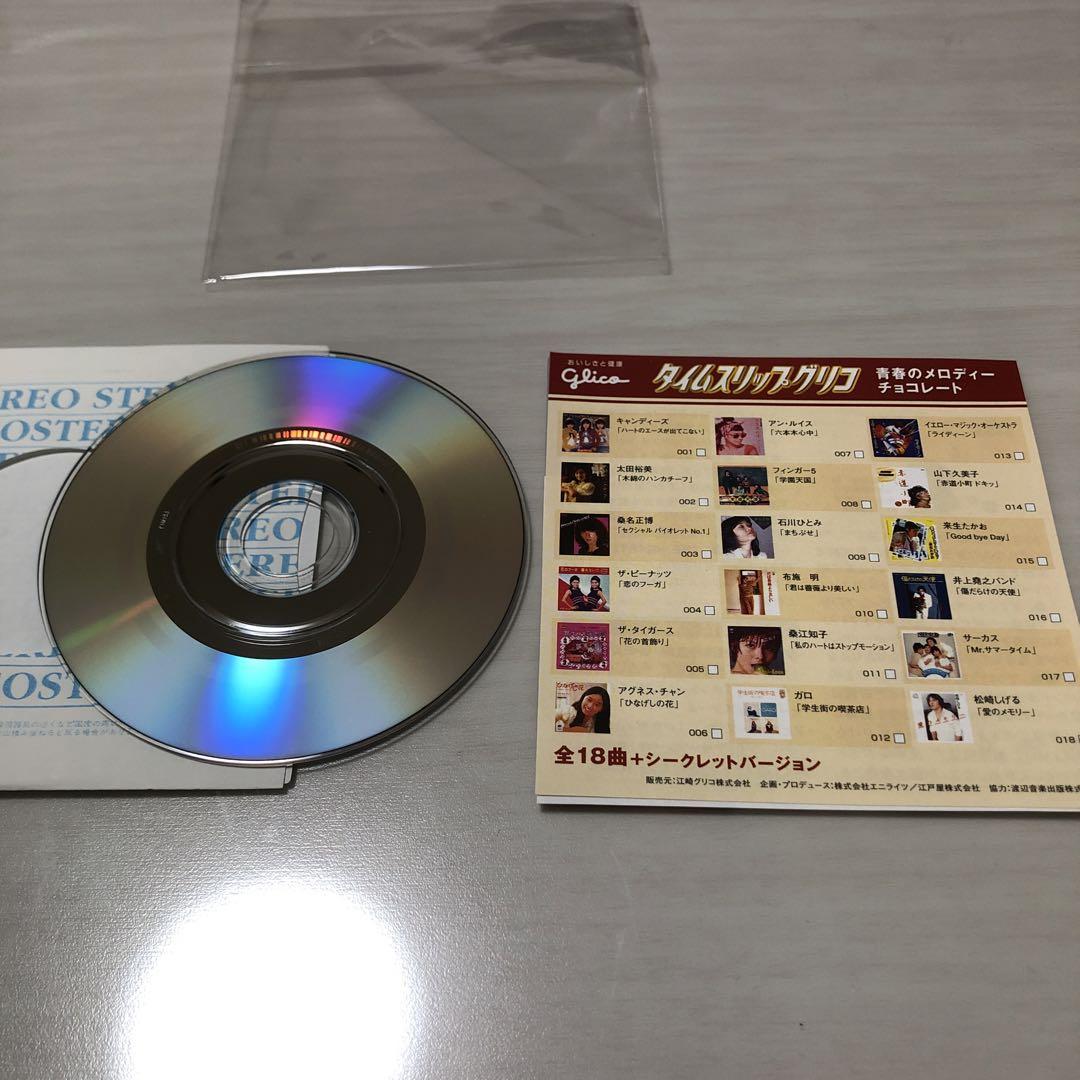 おいしさと健康
glico
タイムスリップグリコ
青春のメロディー
チョコレート
キャンディーズ
「ハートのエースが出てこない」
001
太田裕美
「木綿のハンカチーフ」
002
桑名正博
「セクシャル バイオレット No.1」
003
ザ・ピーナッツ
「恋のフーガ」
004
ザ・タイガース
「花の首飾り」
005
アグネス・チャン
「ひなげしの花」
006
アン・ルイス
「六本木心中」
007
フィンガー5
「学園天国」
008
石川ひとみ
「まちぶせ」
009
布施 明
「君は薔薇より美しい」
010
桑江知子
「私のハートはストップモーション」
011
ガロ
「学生街の喫茶店」
012
イエロー・マジック・オーケストラ
「ライディーン」
013
山下久美子
「赤道小町 ドキッ」
014
来生たかお
「Good bye Day」
015
井上堯之バンド
「傷だらけの天使」
016
サーカス
「Mr.サマータイム」
017
松崎しげる
「愛のメモリー」
018
全18曲+シークレットバージョン
販売元:江崎グリコ株式会社 企画・プロデュース:株式会社エニライツ/江戸屋株式会社 協力:渡辺音楽出版株式
REO STE
OSTER
REO
ERE
OSTE